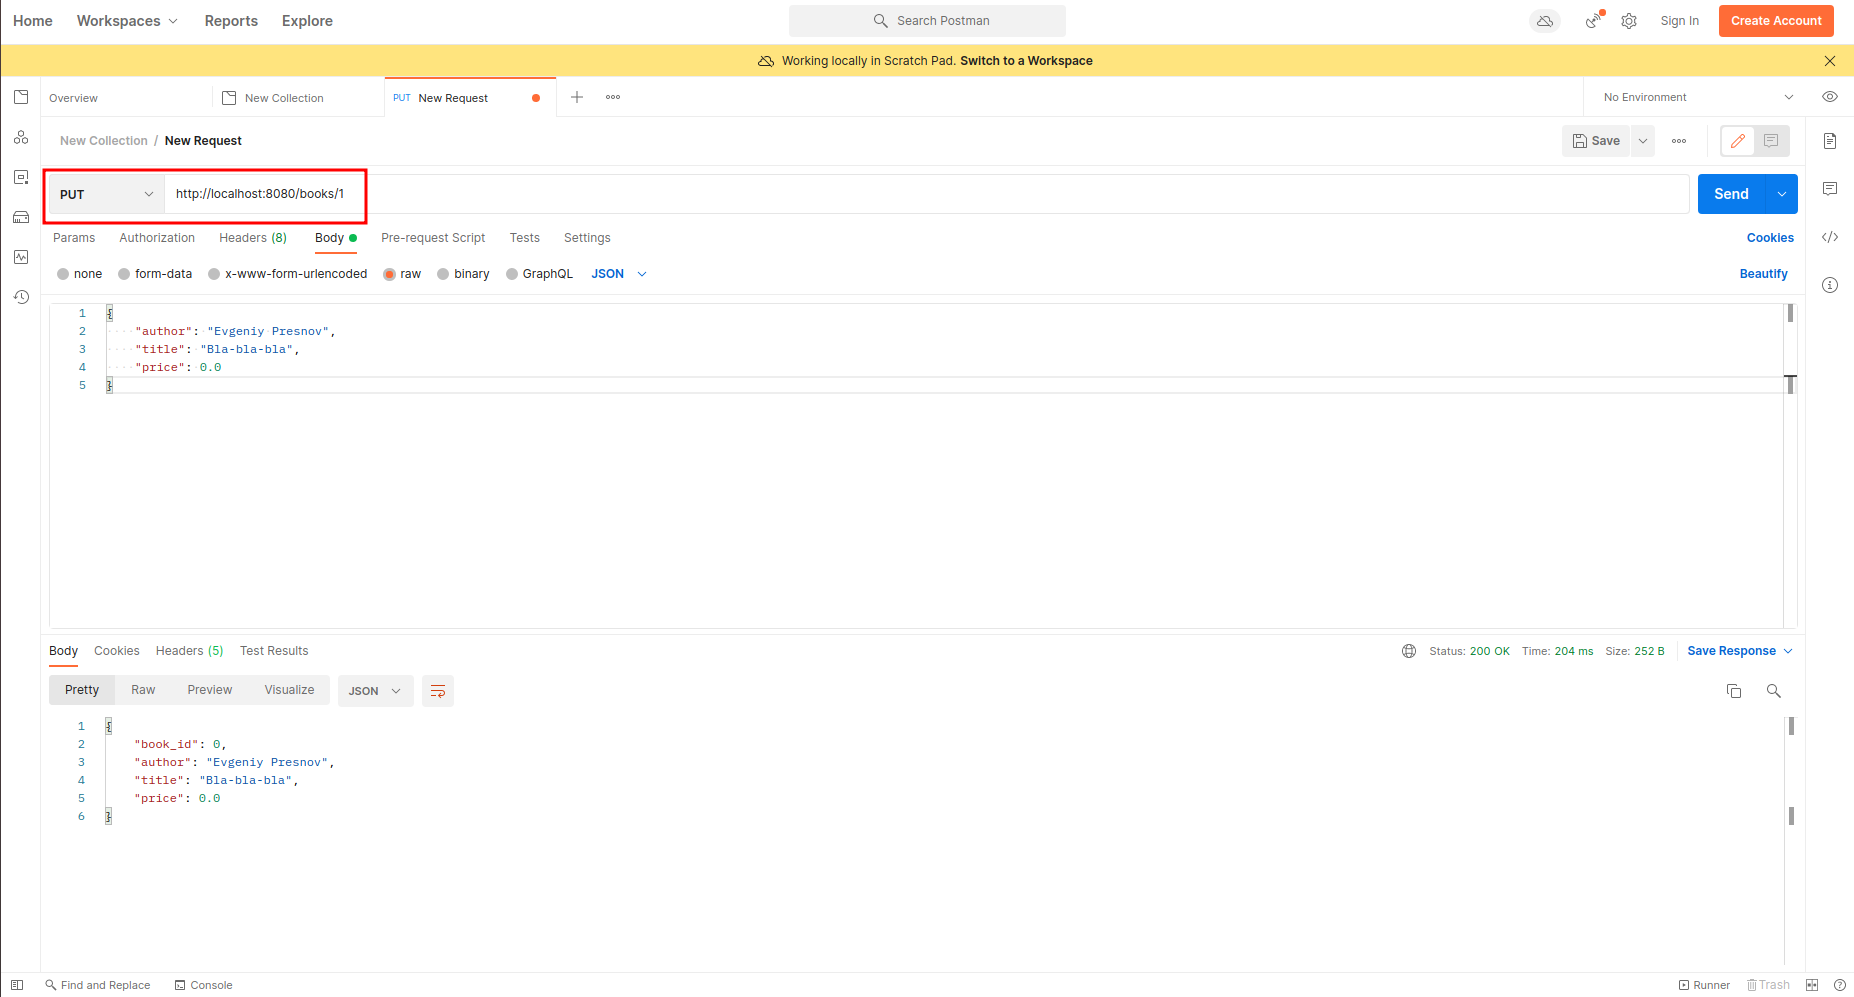 Home Workspaces Reports Explore Search Postman Sign In Create Account
Working locally in Scratch Pad. Switch to a Workspace
Overview New Collection PUT New Request No Environment
New Collection / New Request Save
PUT http://localhost:8080/books/1 Send
Params Authorization Headers (8) Body Pre-request Script Tests Settings Cookies
none form-data x-www-form-urlencoded raw binary GraphQL JSON Beautify
1 {
2 "author": "Evgeniy Presnov",
3 "title": "Bla-bla-bla",
4 "price": 0.0
5 }
Body Cookies Headers (5) Test Results Status: 200 OK Time: 204 ms Size: 252 B Save Response
Pretty Raw Preview Visualize JSON
1 {
2 "book_id": 0,
3 "author": "Evgeniy Presnov",
4 "title": "Bla-bla-bla",
5 "price": 0.0
6 }
Find and Replace Console Runner Trash